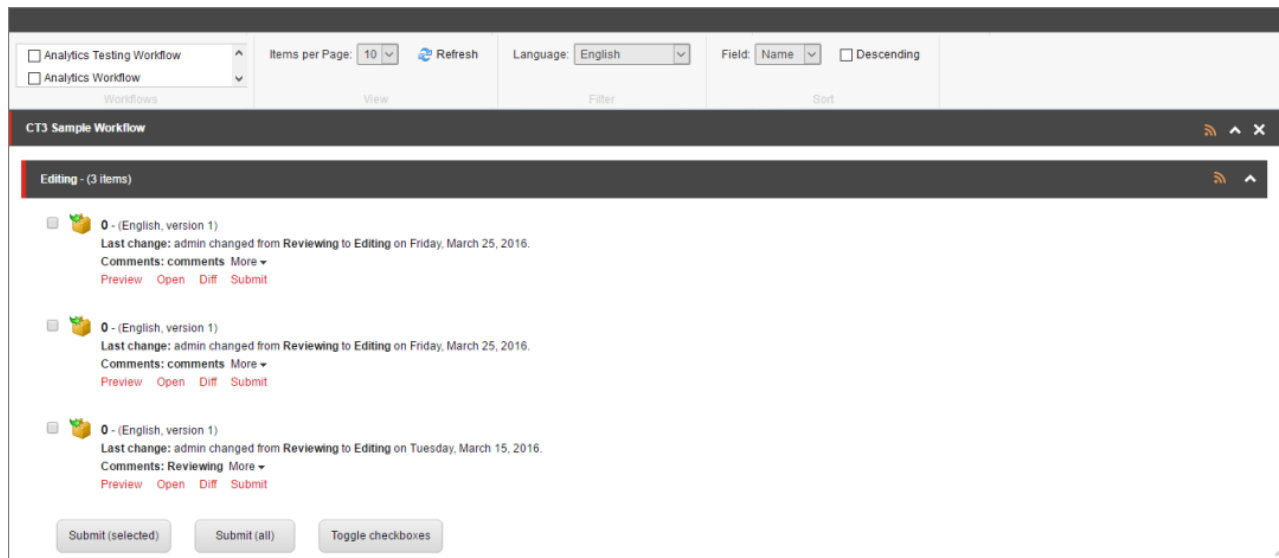 Analytics Testing Workflow
Analytics Workflow
Workflows
Items per Page: 10 Refresh
View
Language: English
Filter
Field: Name Descending
Sort
CT3 Sample Workflow
Editing - (3 items)
0 - (English, version 1)
Last change: admin changed from Reviewing to Editing on Friday, March 25, 2016.
Comments: comments More
Preview Open Diff Submit
0 - (English, version 1)
Last change: admin changed from Reviewing to Editing on Friday, March 25, 2016.
Comments: comments More
Preview Open Diff Submit
0 - (English, version 1)
Last change: admin changed from Reviewing to Editing on Tuesday, March 15, 2016.
Comments: Reviewing More
Preview Open Diff Submit
Submit (selected) Submit (all) Toggle checkboxes